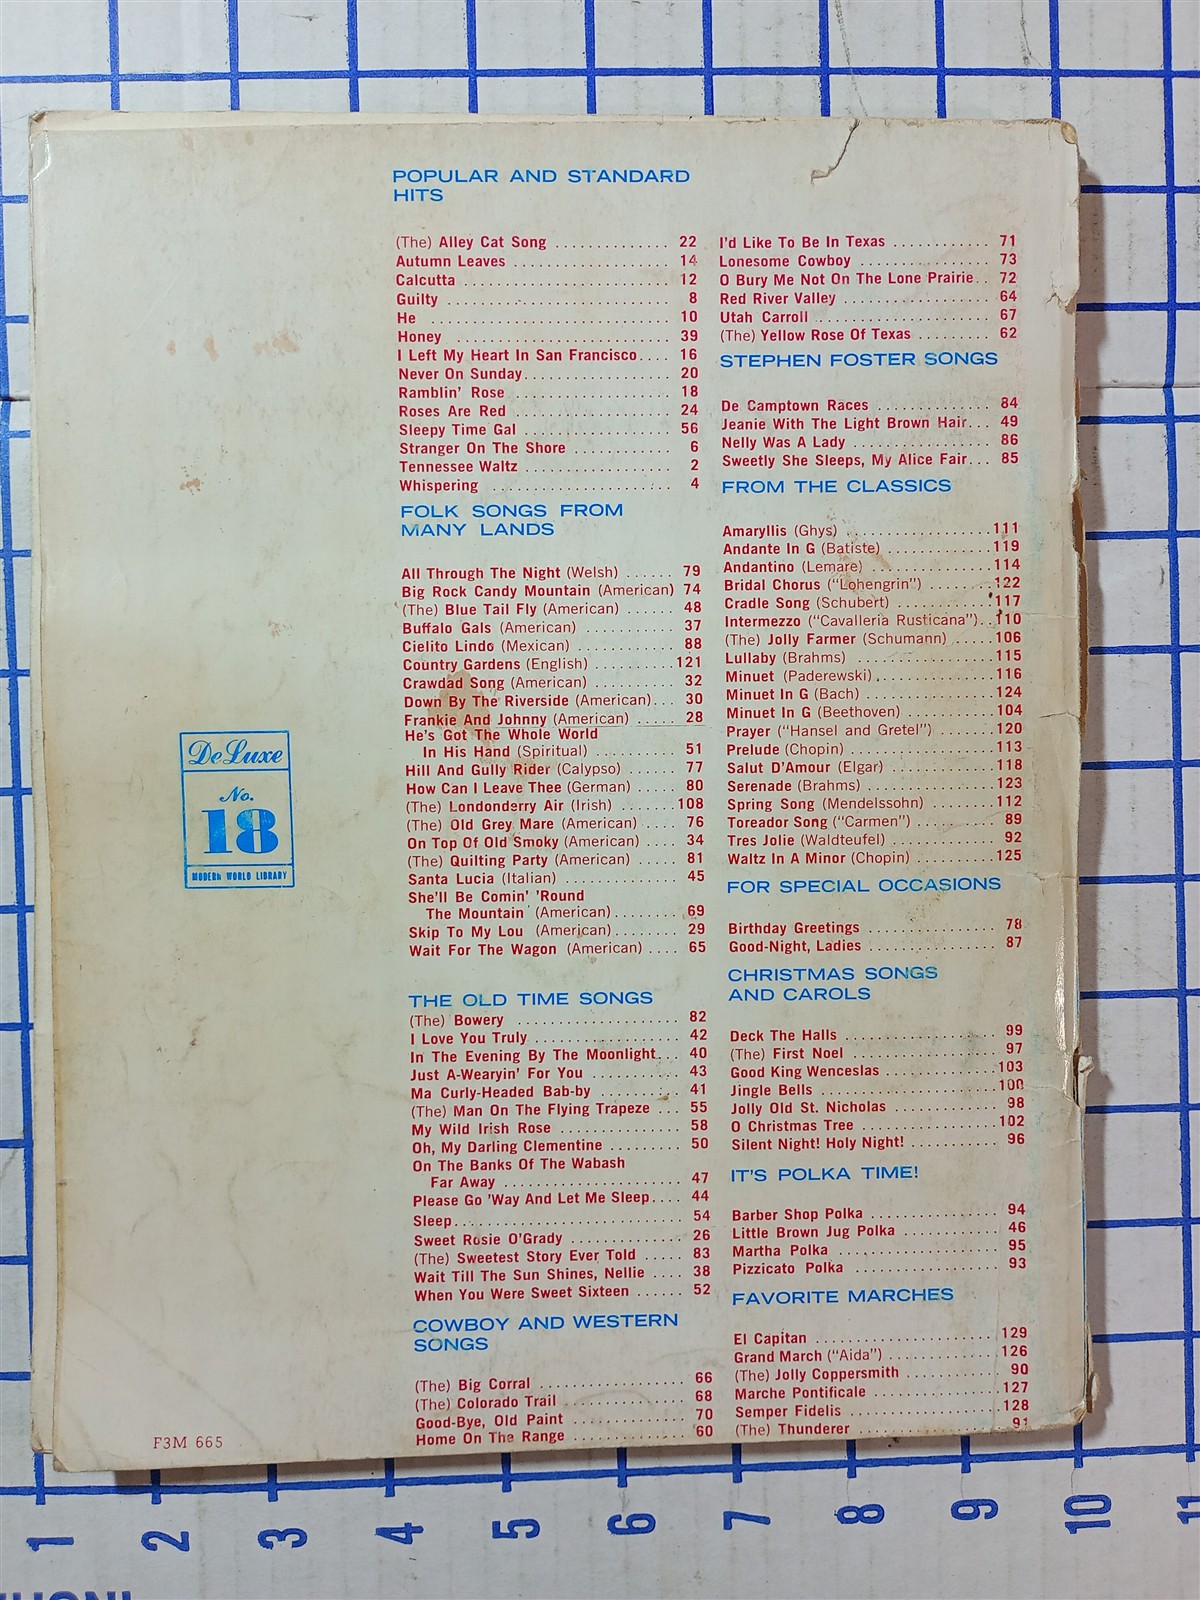 POPULAR AND STANDARD
HITS
(The) Alley Cat Song .............. 22
Autumn Leaves .................. 14
Calcutta ........................ 12
Guilty .......................... 8
He ............................ 10
Honey ......................... 39
I Left My Heart In San Francisco.... 16
Never On Sunday................. 20
Ramblin' Rose .................. 18
Roses Are Red .................. 24
Sleepy Time Gal ................. 56
Stranger On The Shore ............ 6
Tennessee Waltz ................. 2
Whispering ..................... 4
FOLK SONGS FROM
MANY LANDS
All Through The Night (Welsh) ...... 79
Big Rock Candy Mountain (American) 74
(The) Blue Tail Fly (American) ...... 48
Buffalo Gals (American) ........... 37
Cielito Lindo (Mexican) ............ 88
Country Gardens (English) .......... 121
Crawdad Song (American) .......... 32
Down By The Riverside (American)... 30
Frankie And Johnny (American) ..... 28
He's Got The Whole World
In His Hand (Spiritual) ........... 51
Hill And Gully Rider (Calypso) ...... 77
How Can I Leave Thee (German) ..... 80
(The) Londonderry Air (Irish) .......108
(The) Old Grey Mare (American) .... 76
On Top Of Old Smoky (American) .... 34
(The) Quilting Party (American) ..... 81
Santa Lucia (Italian) .............. 45
She'll Be Comin' 'Round
The Mountain (American)........ 69
Skip To My Lou (American) ......... 29
Wait For The Wagon (American) .... 65
THE OLD TIME SONGS
(The) Bowery .................... 82
I Love You Truly .................. 42
In The Evening By The Moonlight... 40
Just A-Wearyin' For You ........... 43
Ma Curly-Headed Bab-by .......... 41
(The) Man On The Flying Trapeze ... 55
My Wild Irish Rose ............... 58
Oh, My Darling Clementine ......... 50
On The Banks Of The Wabash
Far Away ...................... 47
Please Go 'Way And Let Me Sleep.... 44
Sleep........................... 54
Sweet Rosie O'Grady ............. 26
(The) Sweetest Story Ever Told ..... 83
Wait Till The Sun Shines, Nellie .... 38
When You Were Sweet Sixteen ...... 52
COWBOY AND WESTERN
SONGS
(The) Big Corral .................. 66
(The) Colorado Trail ............... 68
Good-Bye, Old Paint .............. 70
Home On The Range .............. 60
I'd Like To Be In Texas ............ 71
Lonesome Cowboy ................ 73
O Bury Me Not On The Lone Prairie.. 72
Red River Valley ................. 64
Utah Carroll .................... 67
(The) Yellow Rose Of Texas ......... 62
STEPHEN FOSTER SONGS
De Camptown Races .............. 84
Jeanie With The Light Brown Hair... 49
Nelly Was A Lady ................ 86
Sweetly She Sleeps, My Alice Fair... 85
FROM THE CLASSICS
Amaryllis (Ghys) .................111
Andante In G (Batiste) ............119
Andantino (Lemare) ...............114
Bridal Chorus ("Lohengrin") ........122
Cradle Song (Schubert) ...........117
Intermezzo ("Cavalleria Rusticana")..110
(The) Jolly Farmer (Schumann) ......106
Lullaby (Brahms) ................115
Minuet (Paderewski)..............116
Minuet In G (Bach) ...............124
Minuet In G (Beethoven) ..........104
Prayer ("Hansel and Gretel") .......120
Prelude (Chopin) .................113
Salut D'Amour (Elgar) ............118
Serenade (Brahms) ...............123
Spring Song (Mendelssohn) ........112
Toreador Song ("Carmen") ......... 89
Tres Jolie (Waldteufel) ............ 92
Waltz In A Minor (Chopin) .........125
FOR SPECIAL OCCASIONS
Birthday Greetings ................ 78
Good-Night, Ladies ............... 87
CHRISTMAS SONGS
AND CAROLS
Deck The Halls .................. 99
(The) First Noel .................. 97
Good King Wenceslas .............103
Jingle Bells .....................100
Jolly Old St. Nicholas ............. 98
O Christmas Tree .................102
Silent Night! Holy Night! ........... 96
IT'S POLKA TIME!
Barber Shop Polka ............... 94
Little Brown Jug Polka ............ 46
Martha Polka ................... 95
Pizzicato Polka .................. 93
FAVORITE MARCHES
El Capitan ......................129
Grand March ("Aida") .............126
(The) Jolly Coppersmith ........... 90
Marche Pontificale ...............127
Semper Fidelis ..................128
(The) Thunderer ................. 91
DeLuxe
No.
18
MODERN WORLD LIBRARY
F3M 665
1 2 3 4 5 6 7 8 9 10 11